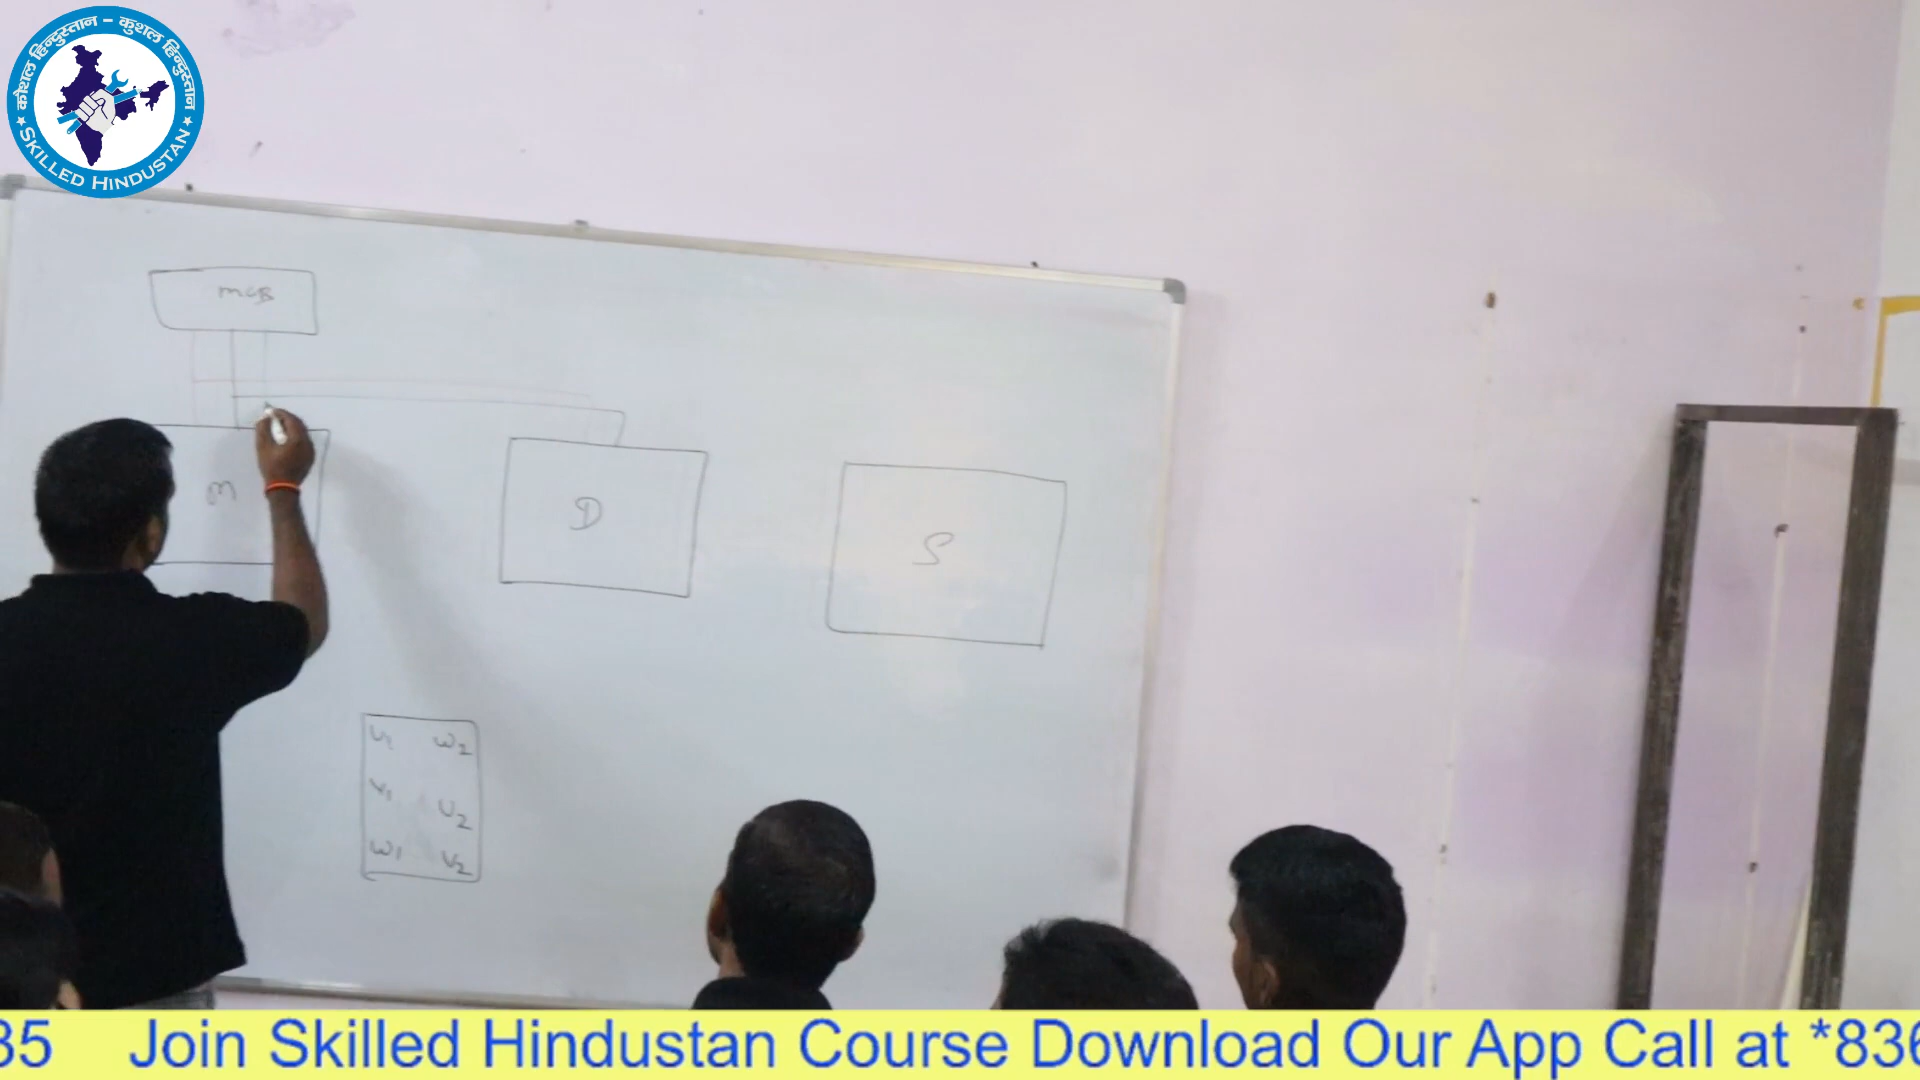 कौशल हिन्दुस्तान – कुशल हिन्दुस्तान
SKILLED HINDUSTAN
MCB
M
D
S
U1 W2
V1 U2
W1 V2
35 Join Skilled Hindustan Course Download Our App Call at *836